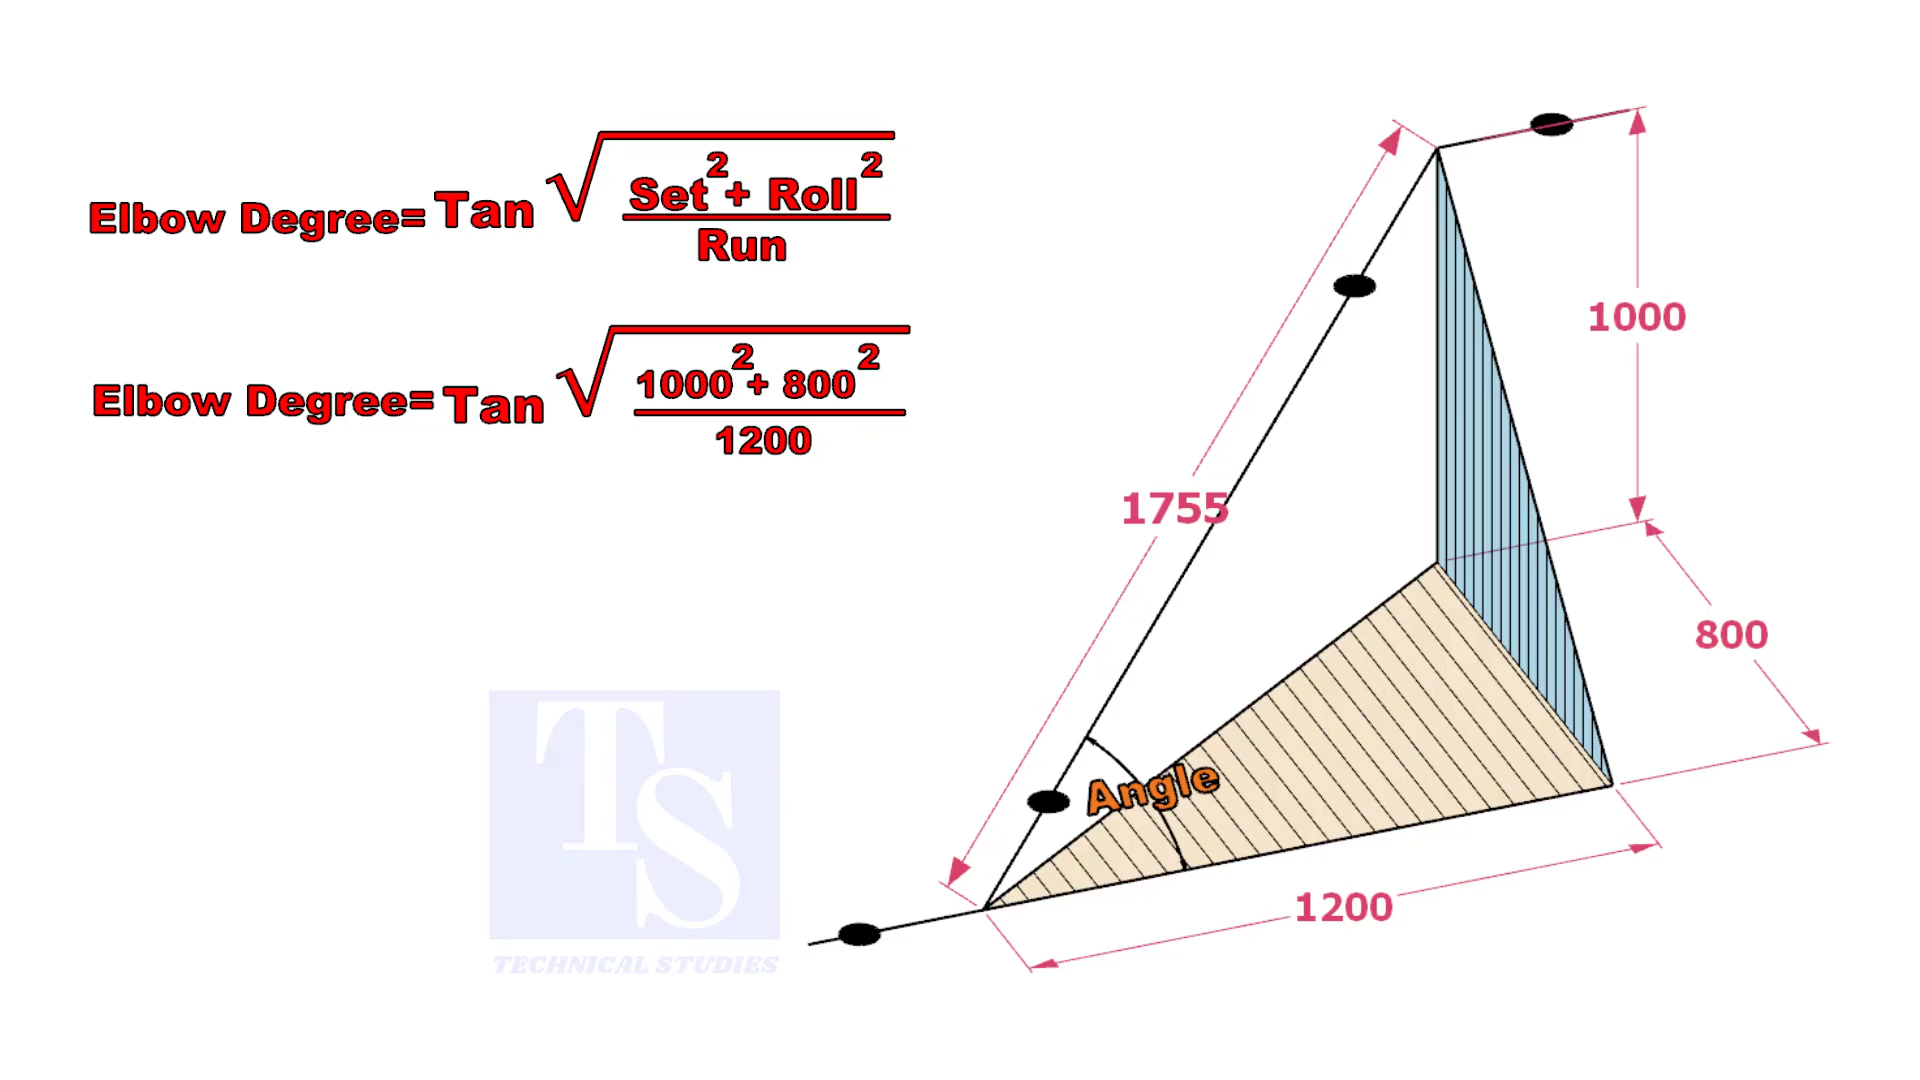 Elbow Degree= Tan √ Set²+ Roll²
Run
Elbow Degree= Tan √ 1000²+ 800²
1200
1000
1755
800
Angle
1200
TS
TECHNICAL STUDIES